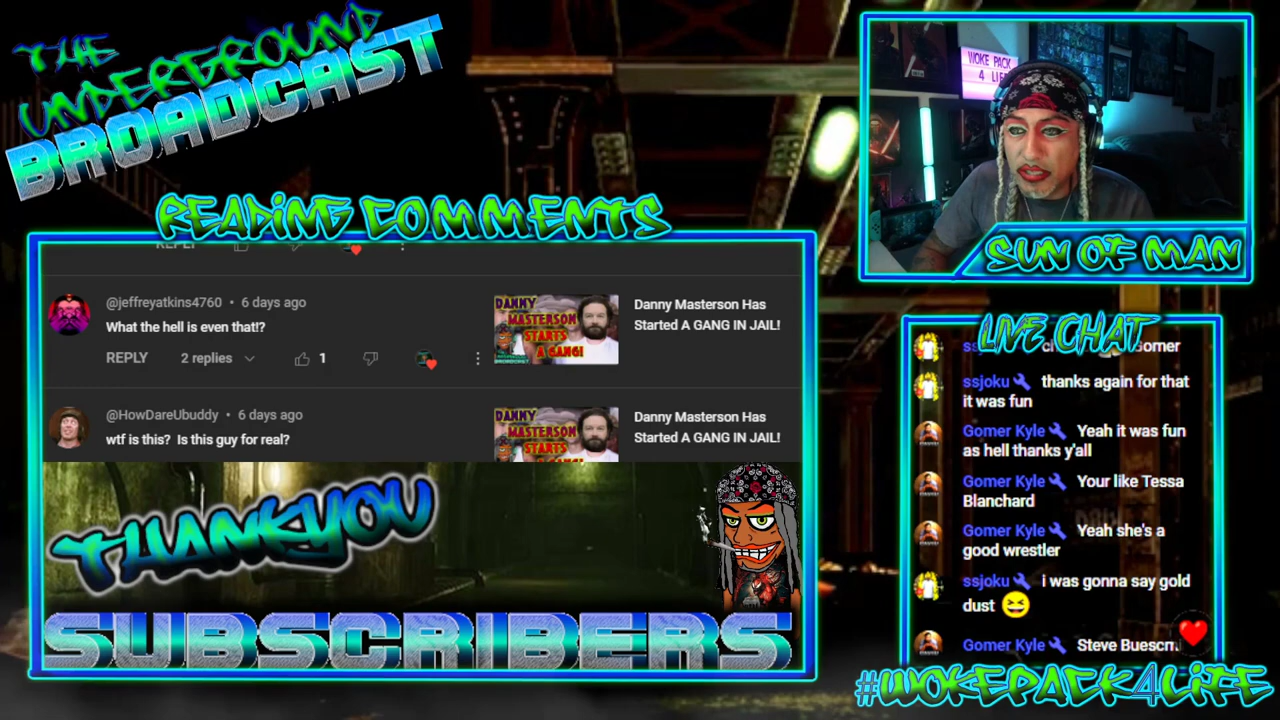 THE
UNDERGROUND
BROADCAST
WOKE PACK
4 LIFE
SUN OF MAN
READING COMMENTS
REPLY
@jeffreyatkins4760 • 6 days ago
What the hell is even that!?
REPLY 2 replies 1
DANNY
MASTERSON
STARTS
A GANG!
Danny Masterson Has
Started A GANG IN JAIL!
@HowDareUbuddy • 6 days ago
wtf is this? Is this guy for real?
DANNY
MASTERSON
STARTS
Danny Masterson Has
Started A GANG IN JAIL!
THANKYOU
SUBSCRIBERS
LIVE CHAT
ssjoku thanks again for that
it was fun
Gomer Kyle Yeah it was fun
as hell thanks y'all
Gomer Kyle Your like Tessa
Blanchard
Gomer Kyle Yeah she's a
good wrestler
ssjoku i was gonna say gold
dust 😆
Gomer Kyle Steve
#WOKEPACK4LIFE